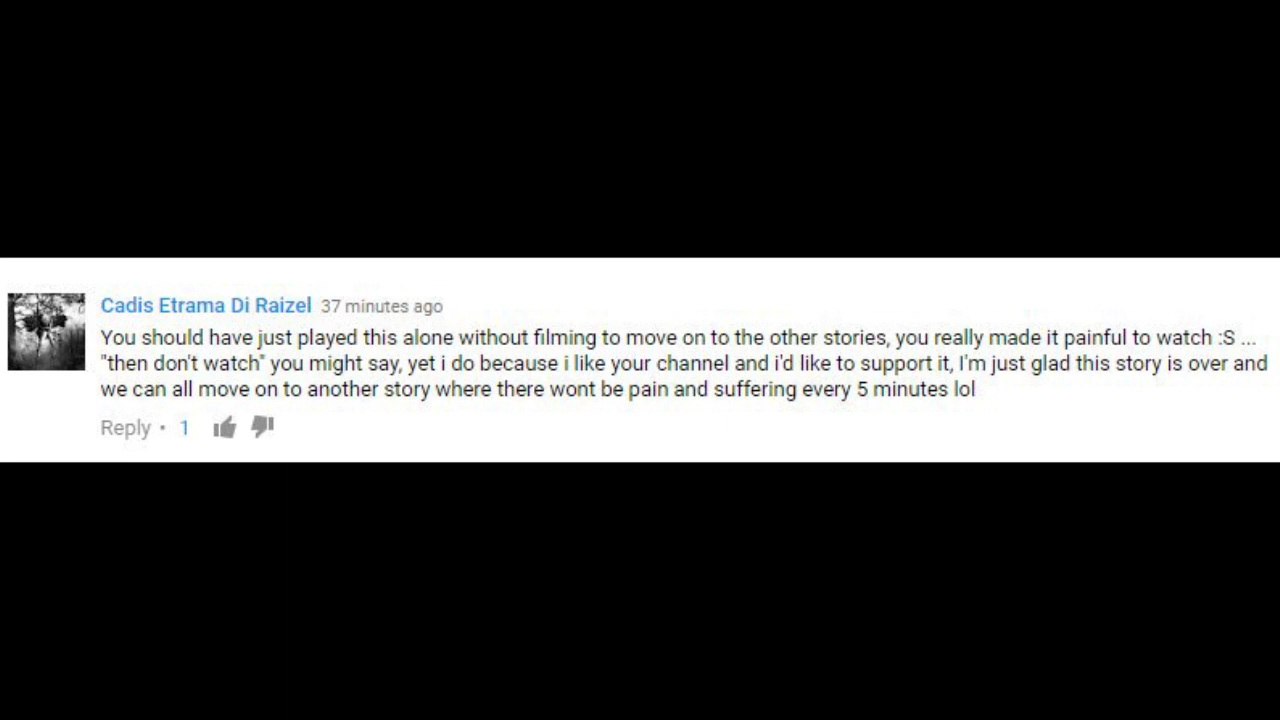 Cadis Etrama Di Raizel 37 minutes ago
You should have just played this alone without filming to move on to the other stories, you really made it painful to watch :S ...
"then don't watch" you might say, yet i do because i like your channel and i'd like to support it, I'm just glad this story is over and
we can all move on to another story where there wont be pain and suffering every 5 minutes lol
Reply • 1